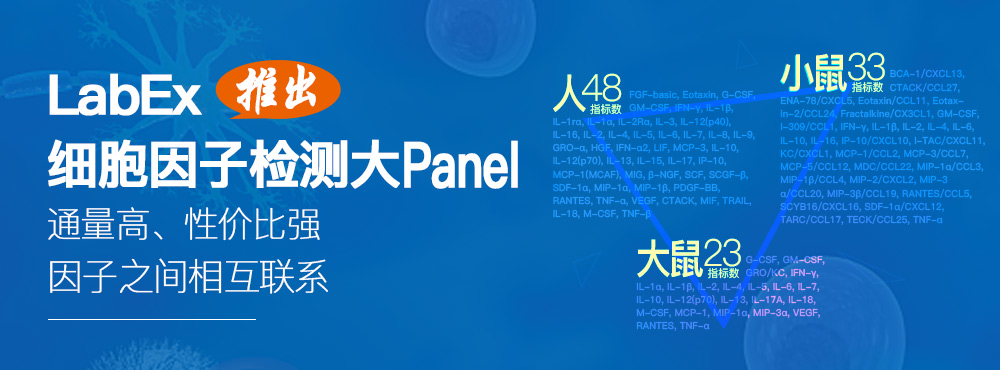 LabEx 推出
细胞因子检测大Panel
通量高、性价比强
因子之间相互联系
人48
指标数
FGF-basic, Eotaxin, G-CSF,
GM-CSF, IFN-γ, IL-1β,
IL-1rα, IL-1α, IL-2Rα, IL-3, IL-12(p40),
IL-16, IL-2, IL-4, IL-5, IL-6, IL-7, IL-8, IL-9,
GRO-α, HGF, IFN-α2, LIF, MCP-3, IL-10,
IL-12(p70), IL-13, IL-15, IL-17, IP-10,
MCP-1(MCAF), MIG, β-NGF, SCF, SCGF-β,
SDF-1α, MIP-1α, MIP-1β, PDGF-BB,
RANTES, TNF-α, VEGF, CTACK, MIF, TRAIL,
IL-18, M-CSF, TNF-β
小鼠33
指标数
BCA-1/CXCL13,
CTACK/CCL27,
ENA-78/CXCL5, Eotaxin/CCL11, Eotax-
in-2/CCL24, Fractalkine/CX3CL1, GM-CSF,
I-309/CCL1, IFN-γ, IL-1β, IL-2, IL-4, IL-6,
IL-10, IL-16, IP-10/CXCL10, I-TAC/CXCL11,
KC/CXCL1, MCP-1/CCL2, MCP-3/CCL7,
MCP-5/CCL12, MDC/CCL22, MIP-1α/CCL3,
MIP-1β/CCL4, MIP-2/CXCL2, MIP-3
α/CCL20, MIP-3β/CCL19, RANTES/CCL5,
SCYB16/CXCL16, SDF-1α/CXCL12,
TARC/CCL17, TECK/CCL25, TNF-α
大鼠23
指标数
G-CSF, GM-CSF,
GRO/KC, IFN-γ,
IL-1α, IL-1β, IL-2, IL-4, IL-5, IL-6, IL-7,
IL-10, IL-12(p70), IL-13, IL-17A, IL-18,
M-CSF, MCP-1, MIP-1α, MIP-3α, VEGF,
RANTES, TNF-α